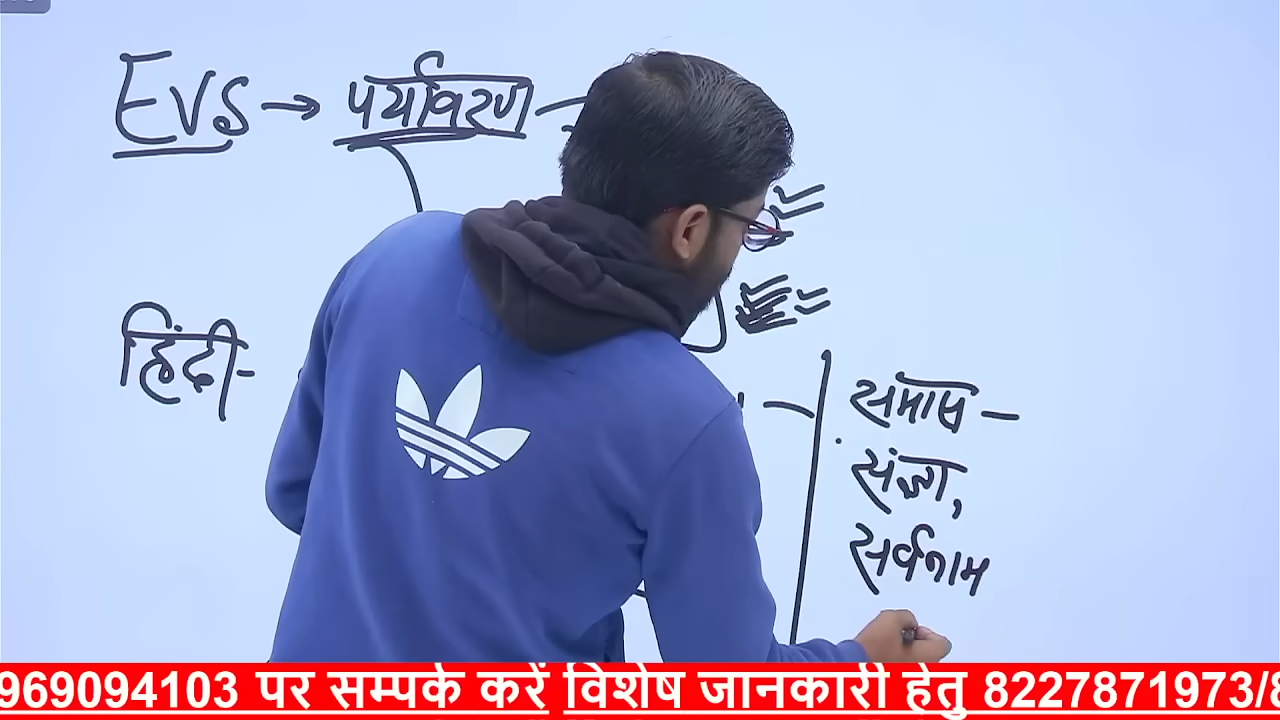 EVS → पर्यावरण –
हिंदी-
समास –
संज्ञा,
सर्वनाम
969094103 पर सम्पर्क करें विशेष जानकारी हेतु 8227871973/8